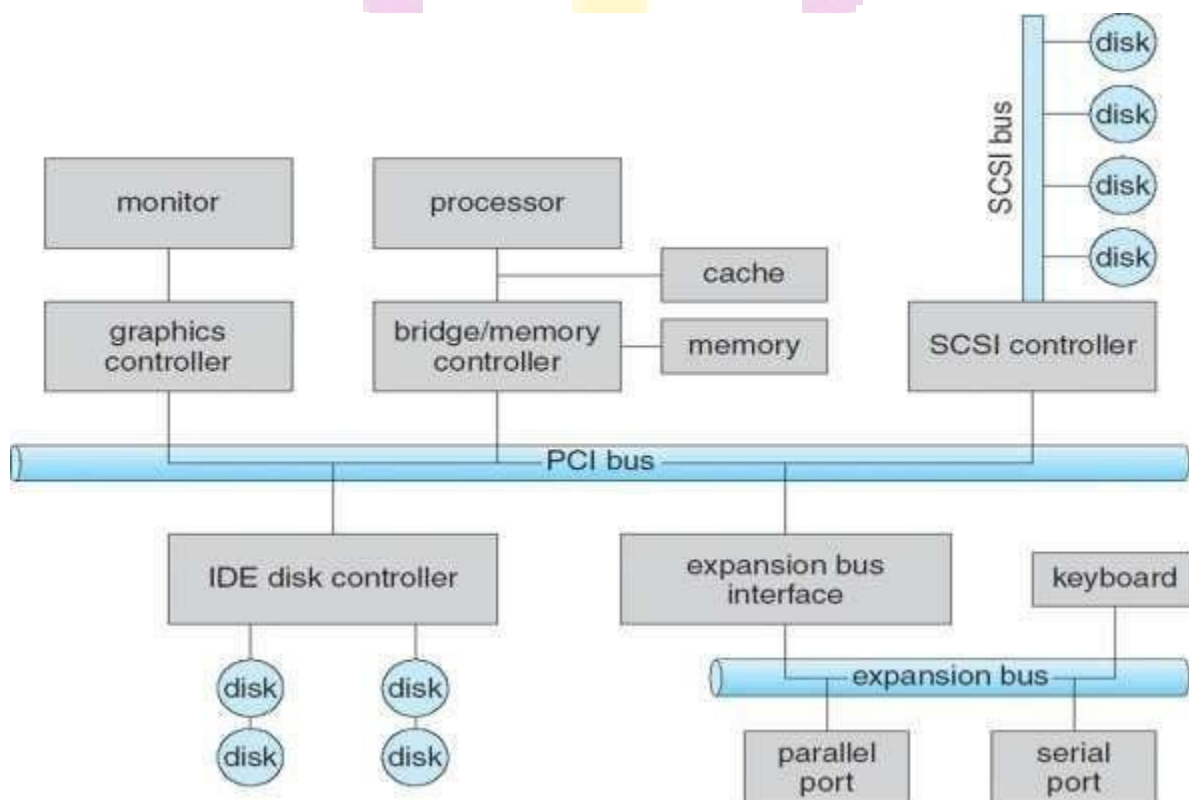 disk
disk
disk
disk
SCSI bus
monitor
processor
cache
graphics
controller
bridge/memory
controller
memory
SCSI controller
PCI bus
IDE disk controller
expansion bus
interface
keyboard
disk
disk
expansion bus
disk
disk
parallel
port
serial
port